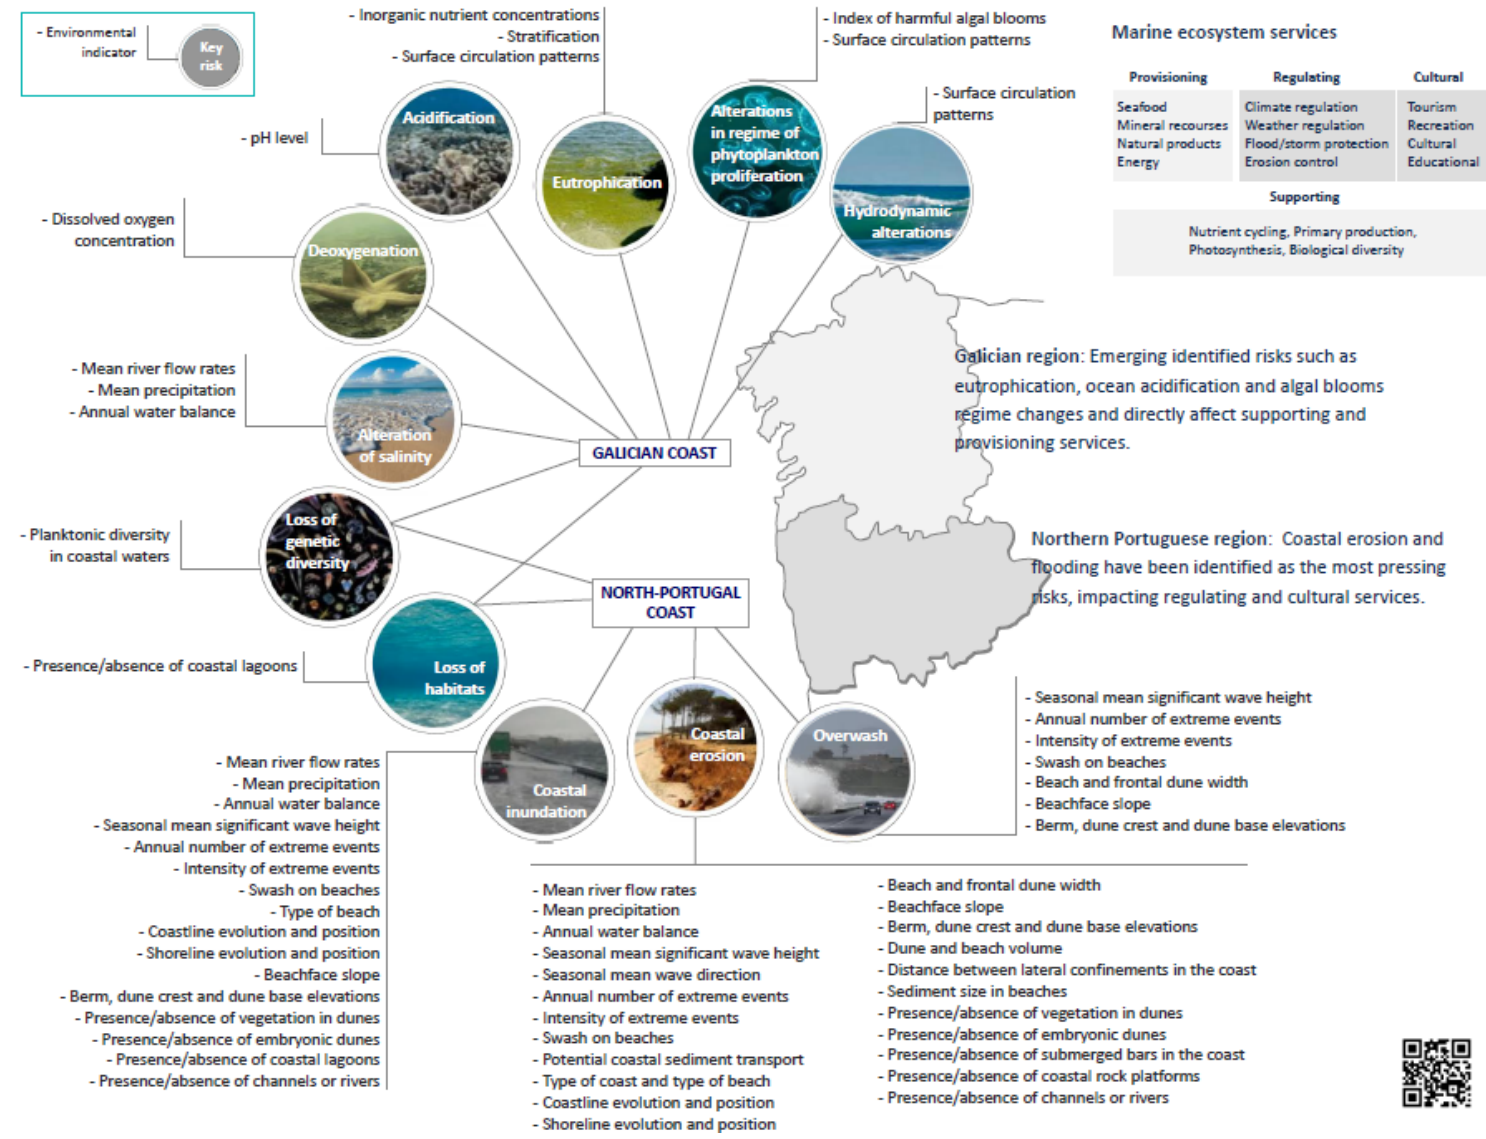 - Environmental
indicator
Key
risk
- Inorganic nutrient concentrations
- Stratification
- Surface circulation patterns
- Index of harmful algal blooms
- Surface circulation patterns
- Surface circulation
patterns
- pH level
Acidification
Eutrophication
Alterations
in regime of
phytoplankton
proliferation
Hydrodynamic
alterations
- Dissolved oxygen
concentration
Deoxygenation
- Mean river flow rates
- Mean precipitation
- Annual water balance
Alteration
of salinity
- Planktonic diversity
in coastal waters
Loss of
genetic
diversity
- Presence/absence of coastal lagoons
Loss of
habitats
GALICIAN COAST
NORTH-PORTUGAL
COAST
Marine ecosystem services
Provisioning
Regulating
Cultural
Seafood
Mineral recourses
Natural products
Energy
Climate regulation
Weather regulation
Flood/storm protection
Erosion control
Tourism
Recreation
Cultural
Educational
Supporting
Nutrient cycling, Primary production,
Photosynthesis, Biological diversity
Galician region: Emerging identified risks such as
eutrophication, ocean acidification and algal blooms
regime changes and directly affect supporting and
provisioning services.
Northern Portuguese region: Coastal erosion and
flooding have been identified as the most pressing
risks, impacting regulating and cultural services.
Coastal
inundation
Coastal
erosion
Overwash
- Mean river flow rates
- Mean precipitation
- Annual water balance
- Seasonal mean significant wave height
- Annual number of extreme events
- Intensity of extreme events
- Swash on beaches
- Type of beach
- Coastline evolution and position
- Shoreline evolution and position
- Beachface slope
- Berm, dune crest and dune base elevations
- Presence/absence of vegetation in dunes
- Presence/absence of embryonic dunes
- Presence/absence of coastal lagoons
- Presence/absence of channels or rivers
- Mean river flow rates
- Mean precipitation
- Annual water balance
- Seasonal mean significant wave height
- Seasonal mean wave direction
- Annual number of extreme events
- Intensity of extreme events
- Swash on beaches
- Potential coastal sediment transport
- Type of coast and type of beach
- Coastline evolution and position
- Shoreline evolution and position
- Beach and frontal dune width
- Beachface slope
- Berm, dune crest and dune base elevations
- Dune and beach volume
- Distance between lateral confinements in the coast
- Sediment size in beaches
- Presence/absence of vegetation in dunes
- Presence/absence of embryonic dunes
- Presence/absence of submerged bars in the coast
- Presence/absence of coastal rock platforms
- Presence/absence of channels or rivers
- Seasonal mean significant wave height
- Annual number of extreme events
- Intensity of extreme events
- Swash on beaches
- Beach and frontal dune width
- Beachface slope
- Berm, dune crest and dune base elevations